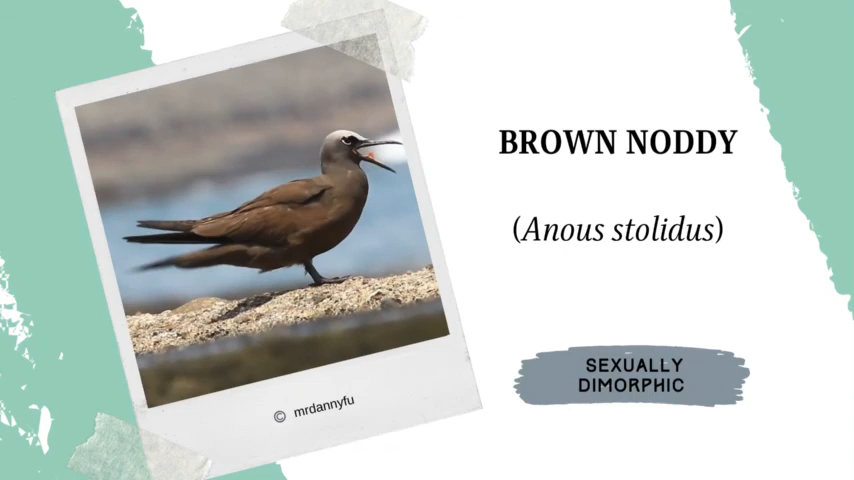 BROWN NODDY
(Anous stolidus)
SEXUALLY
DIMORPHIC
© mrdannyfu